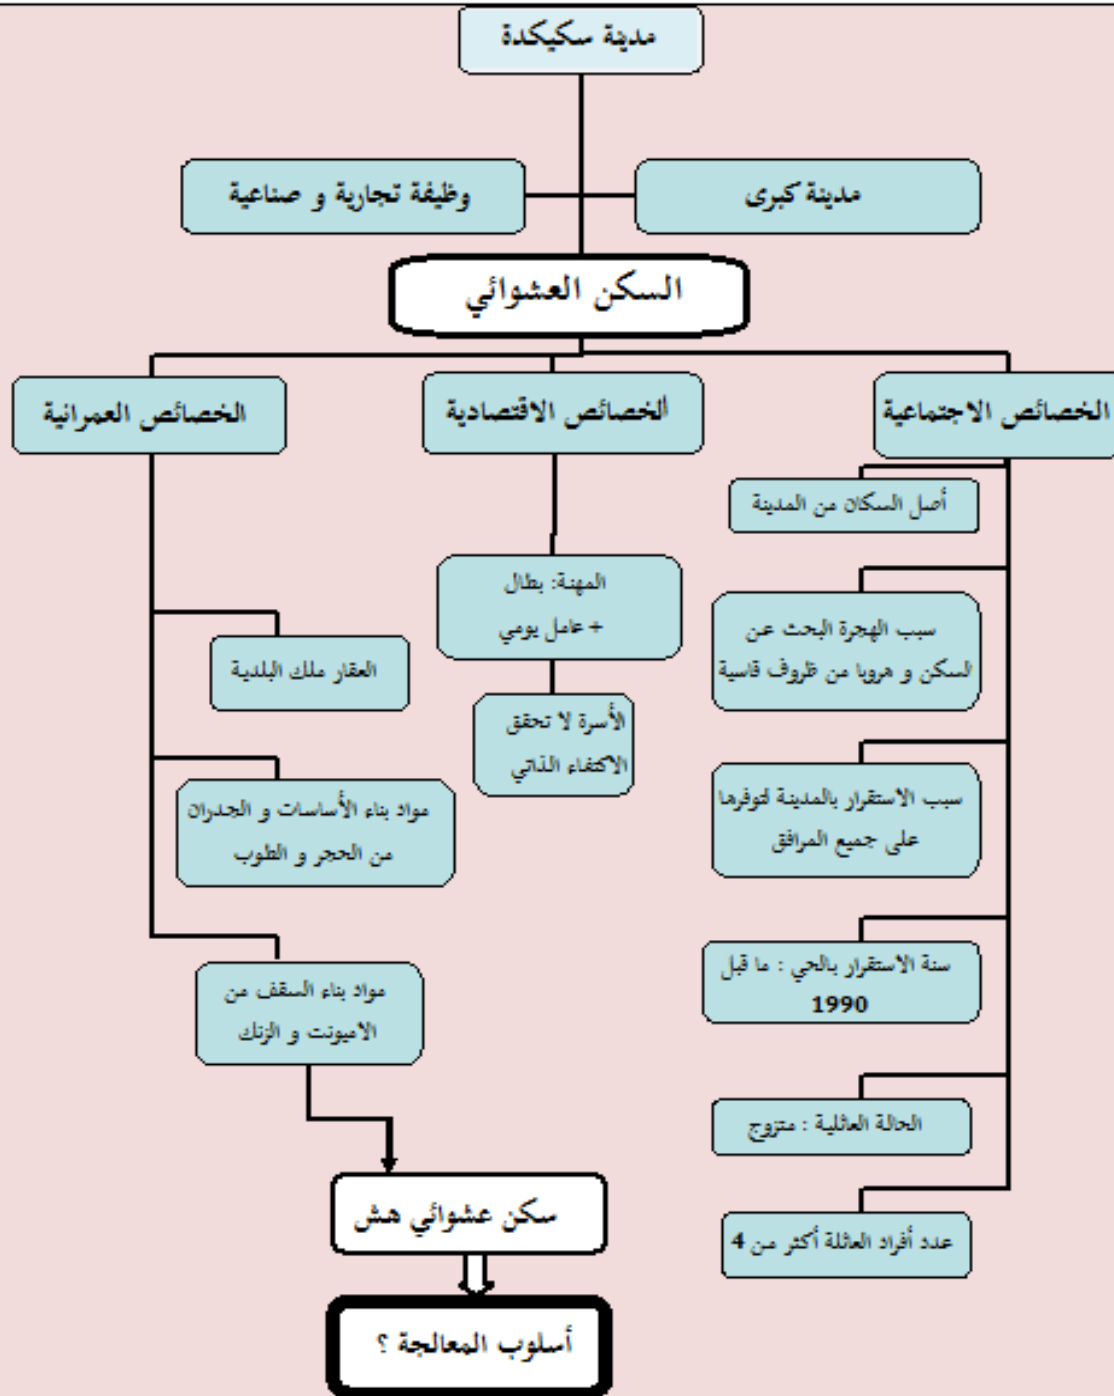 مدينة سكيكدة
مدينة كبرى
وظيفة تجارية و صناعية
السكن العشوائي
الخصائص الاجتماعية
ألخصائص الاقتصادية
الخصائص العمرانية
أصل السكان من المدينة
سبب الهجرة البحث عن
السكن و هروبا من ظروف قاسية
سبب الاستقرار بالمدينة لتوفرها
على جميع المرافق
سنة الاستقرار بالحي : ما قبل
1990
الحالة العائلية : متزوج
عدد أفراد العائلة أكثر من 4
المهنة: بطال
+ عامل يومي
الأسرة لا تحقق
الاكتفاء الذاتي
العقار ملك البلدية
مواد بناء الأساسات و الجدران
من الحجر و الطوب
مواد بناء السقف من
الاميونت و الزنك
سكن عشوائي هش
أسلوب المعالجة ؟